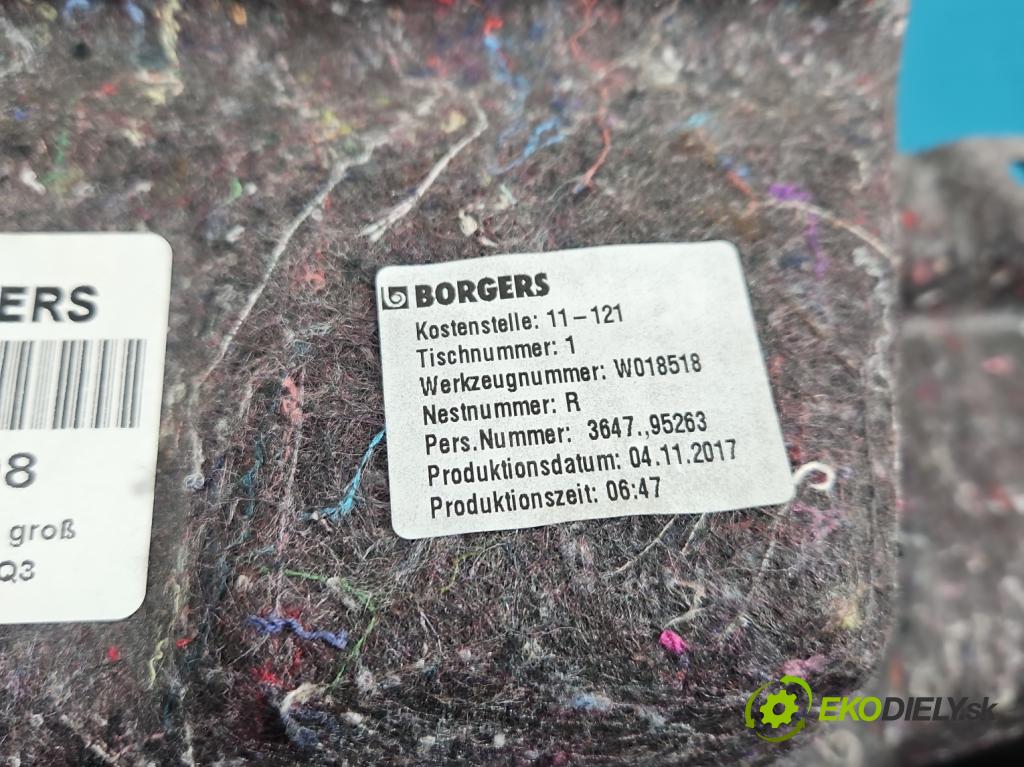 ERS
8
groß
Q3
BORGERS
Kostenstelle: 11-121
Tischnummer: 1
Werkzeugnummer: W018518
Nestnummer: R
Pers.Nummer: 3647.,95263
Produktionsdatum: 04.11.2017
Produktionszeit: 06:47
EKODIELY.sk